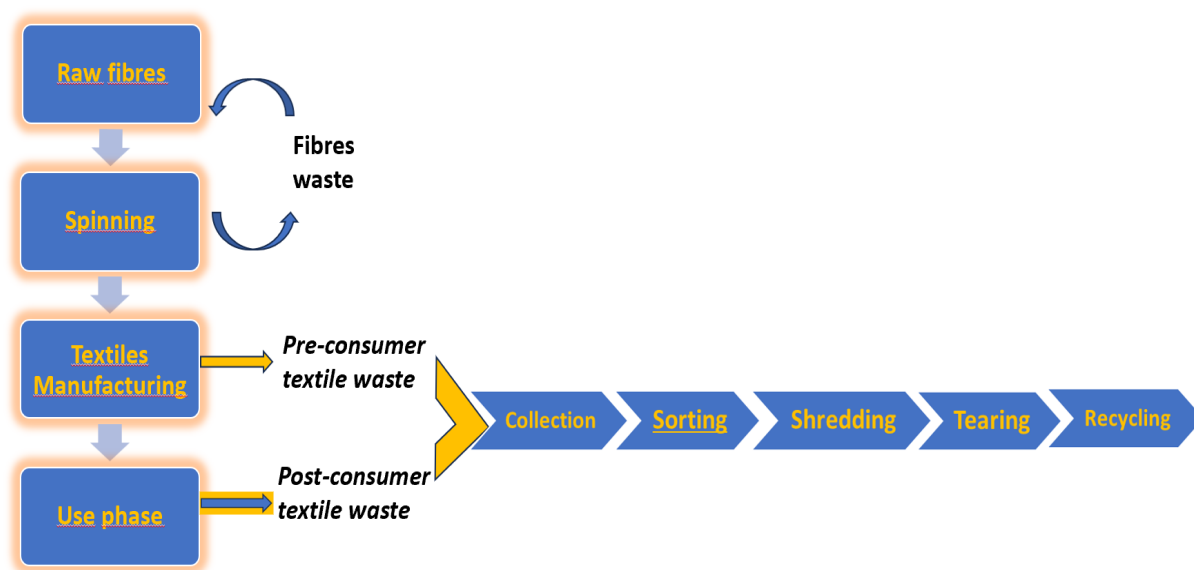 Raw fibres
Fibres
waste
Spinning
Textiles
Manufacturing
Pre-consumer
textile waste
Collection
Sorting
Shredding
Tearing
Recycling
Use phase
Post-consumer
textile waste